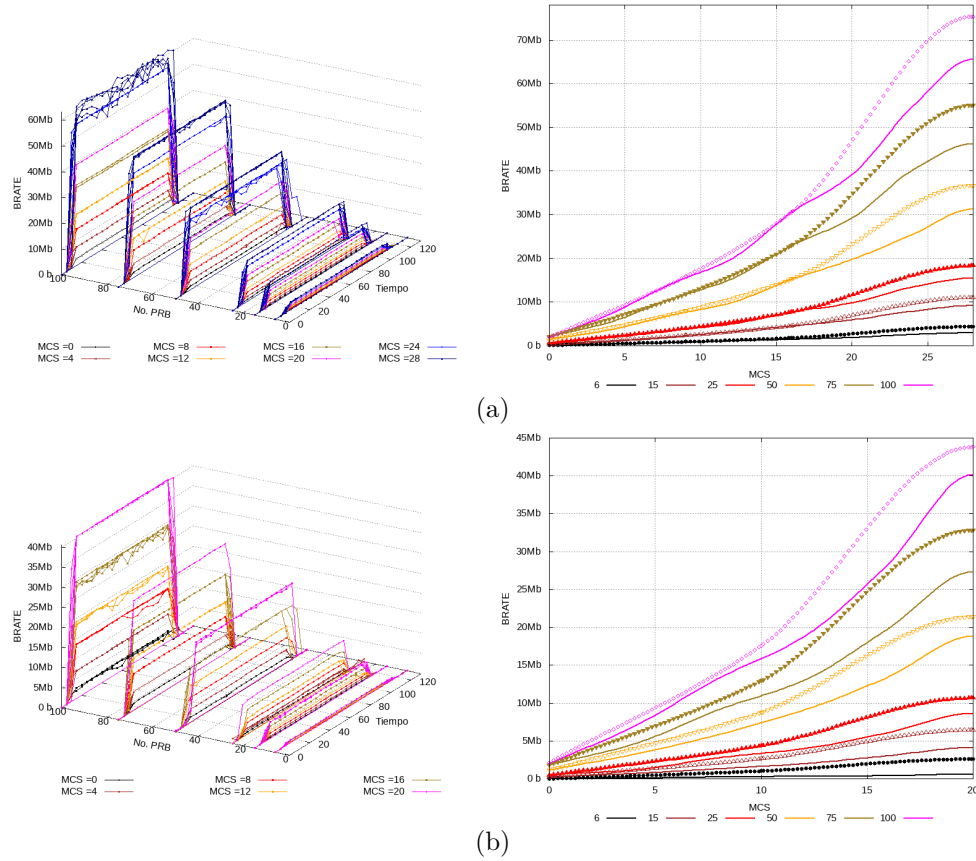 60Mb
50Mb
40Mb
30Mb
20Mb
10Mb
0 b
BRATE
100
80
60
40
20
0
No. PRB
0
20
40
60
80
100
120
Tiempo
MCS =0
MCS =8
MCS =16
MCS =24
MCS =4
MCS =12
MCS =20
MCS =28
70Mb
60Mb
50Mb
40Mb
30Mb
20Mb
10Mb
0 b
BRATE
0 5 10 15 20 25
MCS
6 15 25 50 75 100
(a)
40Mb
35Mb
30Mb
25Mb
20Mb
15Mb
10Mb
5Mb
0 b
BRATE
100
80
60
40
20
0
No. PRB
0
20
40
60
80
100
120
Tiempo
MCS =0
MCS =8
MCS =16
MCS =4
MCS =12
MCS =20
45Mb
40Mb
35Mb
30Mb
25Mb
20Mb
15Mb
10Mb
5Mb
0 b
BRATE
0 5 10 15 20
MCS
6 15 25 50 75 100
(b)